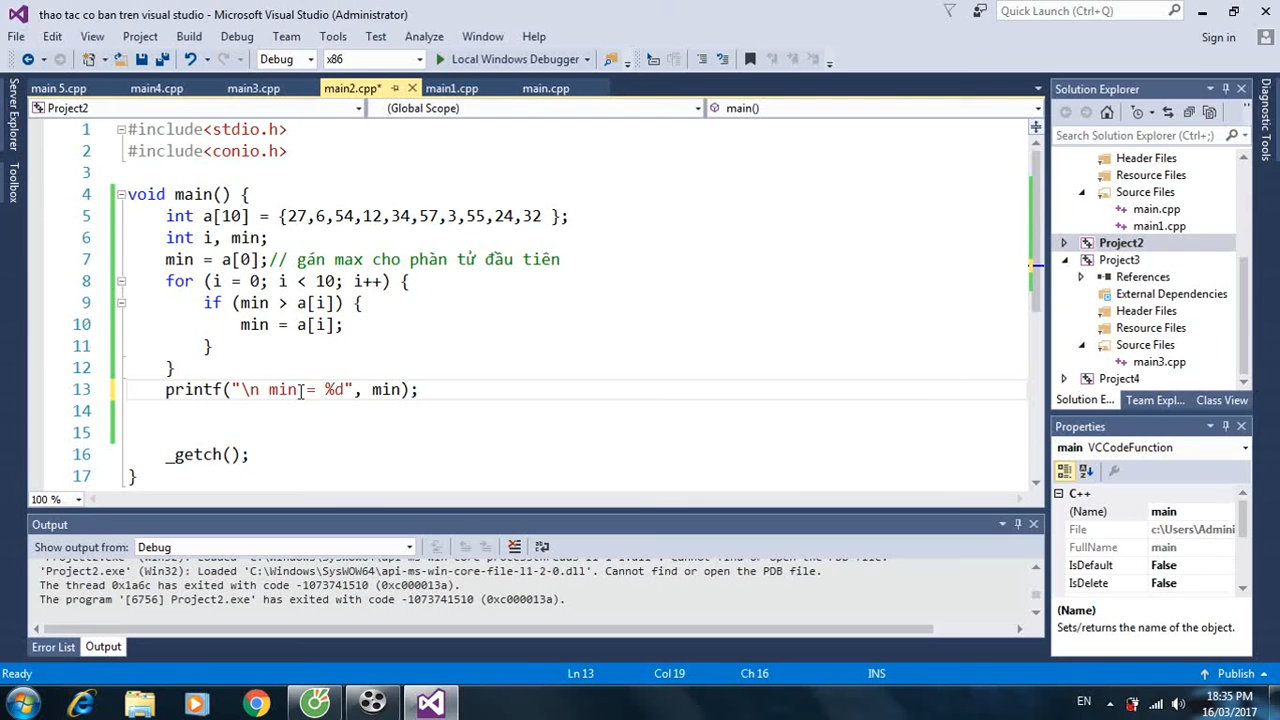 thao tac co ban tren visual studio - Microsoft Visual Studio (Administrator)
Quick Launch (Ctrl+Q)
File Edit View Project Build Debug Team Tools Test Analyze Window Help
Sign in
Debug x86 Local Windows Debugger
main 5.cpp main4.cpp main3.cpp main2.cpp* main1.cpp main.cpp
Project2 (Global Scope) main()
Server Explorer
Toolbox
1 #include<stdio.h>
2 #include<conio.h>
3
4 void main() {
5 int a[10] = {27,6,54,12,34,57,3,55,24,32 };
6 int i, min;
7 min = a[0];// gán max cho phần tử đầu tiên
8 for (i = 0; i < 10; i++) {
9 if (min > a[i]) {
10 min = a[i];
11 }
12 }
13 printf("\n min = %d", min);
14
15
16 _getch();
17 }
100 %
Output
Show output from: Debug
'Project2.exe' (Win32): Loaded 'C:\Windows\SysWOW64\api-ms-win-core-file-l1-2-0.dll'. Cannot find or open the PDB file.
The thread 0x1a6c has exited with code -1073741510 (0xc000013a).
The program '[6756] Project2.exe' has exited with code -1073741510 (0xc000013a).
Error List Output
Solution Explorer
Search Solution Explorer (Ctrl+;)
Header Files
Resource Files
Source Files
main.cpp
main1.cpp
Project2
Project3
References
External Dependencies
Header Files
Resource Files
Source Files
main3.cpp
Project4
Solution E... Team Expl... Class View
Properties
main VCCodeFunction
C++
(Name) main
File c:\Users\Admini
FullName main
IsDefault False
IsDelete False
(Name)
Sets/returns the name of the object.
Diagnostic Tools
Ready Ln 13 Col 19 Ch 16 INS Publish
EN
18:35 PM
16/03/2017